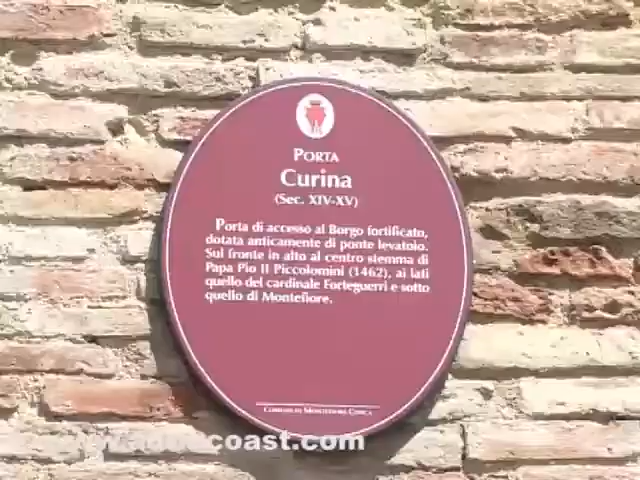 PORTA
Curina
(Sec. XIV-XV)
Porta di accesso al Borgo fortificato,
dotata anticamente di ponte levatoio.
Sul fronte in alto al centro stemma di
Papa Pio II Piccolomini (1462), ai lati
quello del cardinale Forteguerri e sotto
quello di Montefiore.
COMUNE DI MONTEFIORE
coast.com